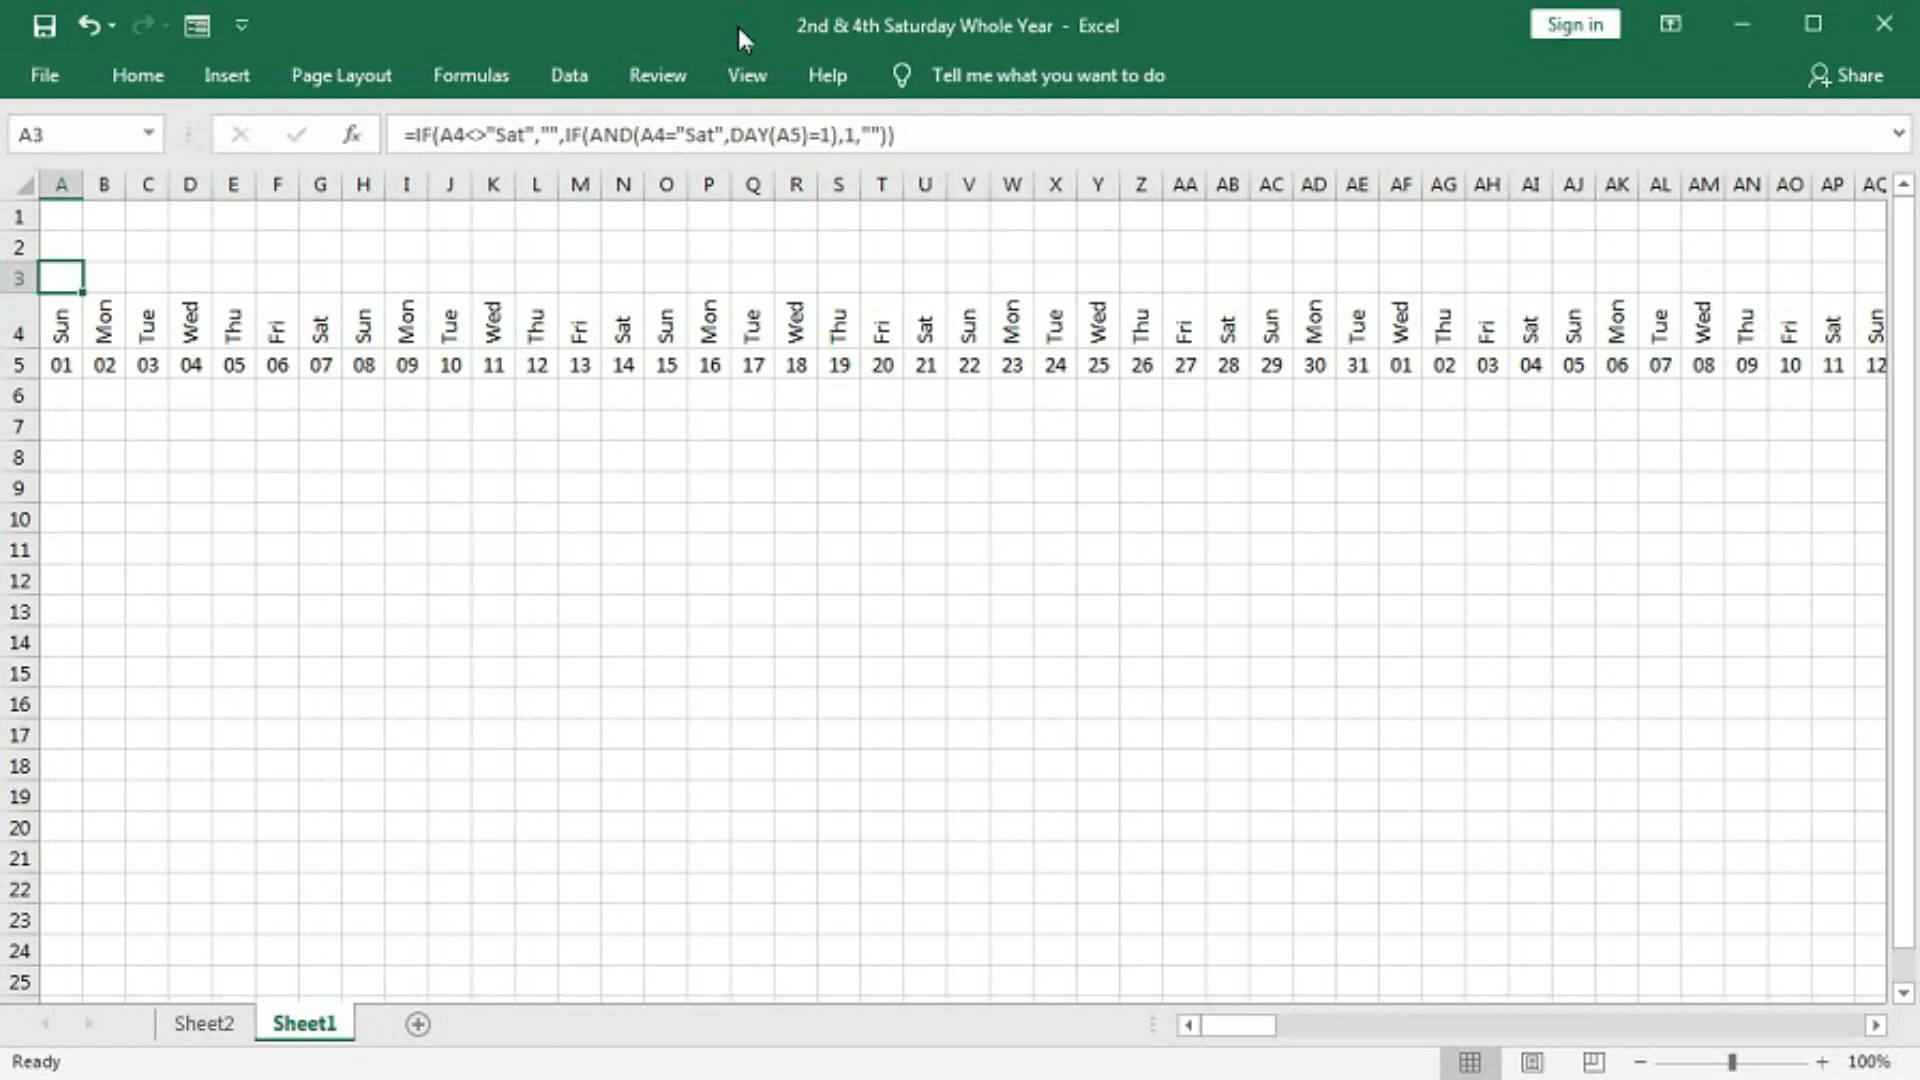 2nd & 4th Saturday Whole Year - Excel
Sign in
File Home Insert Page Layout Formulas Data Review View Help Tell me what you want to do Share
A3 fx =IF(A4<>"Sat","",IF(AND(A4="Sat",DAY(A5)=1),1,""))
A B C D E F G H I J K L M N O P Q R S T U V W X Y Z AA AB AC AD AE AF AG AH AI AJ AK AL AM AN AO AP AQ
1
2
3
4 Sun Mon Tue Wed Thu Fri Sat Sun Mon Tue Wed Thu Fri Sat Sun Mon Tue Wed Thu Fri Sat Sun Mon Tue Wed Thu Fri Sat Sun Mon Tue Wed Thu Fri Sat Sun Mon Tue Wed Thu Fri Sat Sun
5 01 02 03 04 05 06 07 08 09 10 11 12 13 14 15 16 17 18 19 20 21 22 23 24 25 26 27 28 29 30 31 01 02 03 04 05 06 07 08 09 10 11 12
6
7
8
9
10
11
12
13
14
15
16
17
18
19
20
21
22
23
24
25
Sheet2 Sheet1
Ready 100%